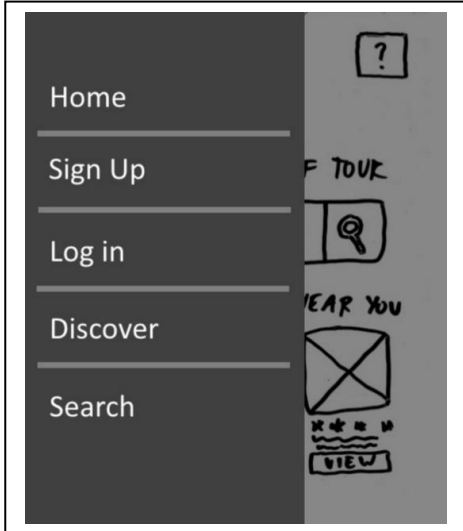 ?
Home
Sign Up
F TOUR
Log in
EAR YOU
Discover
Search
VIEW